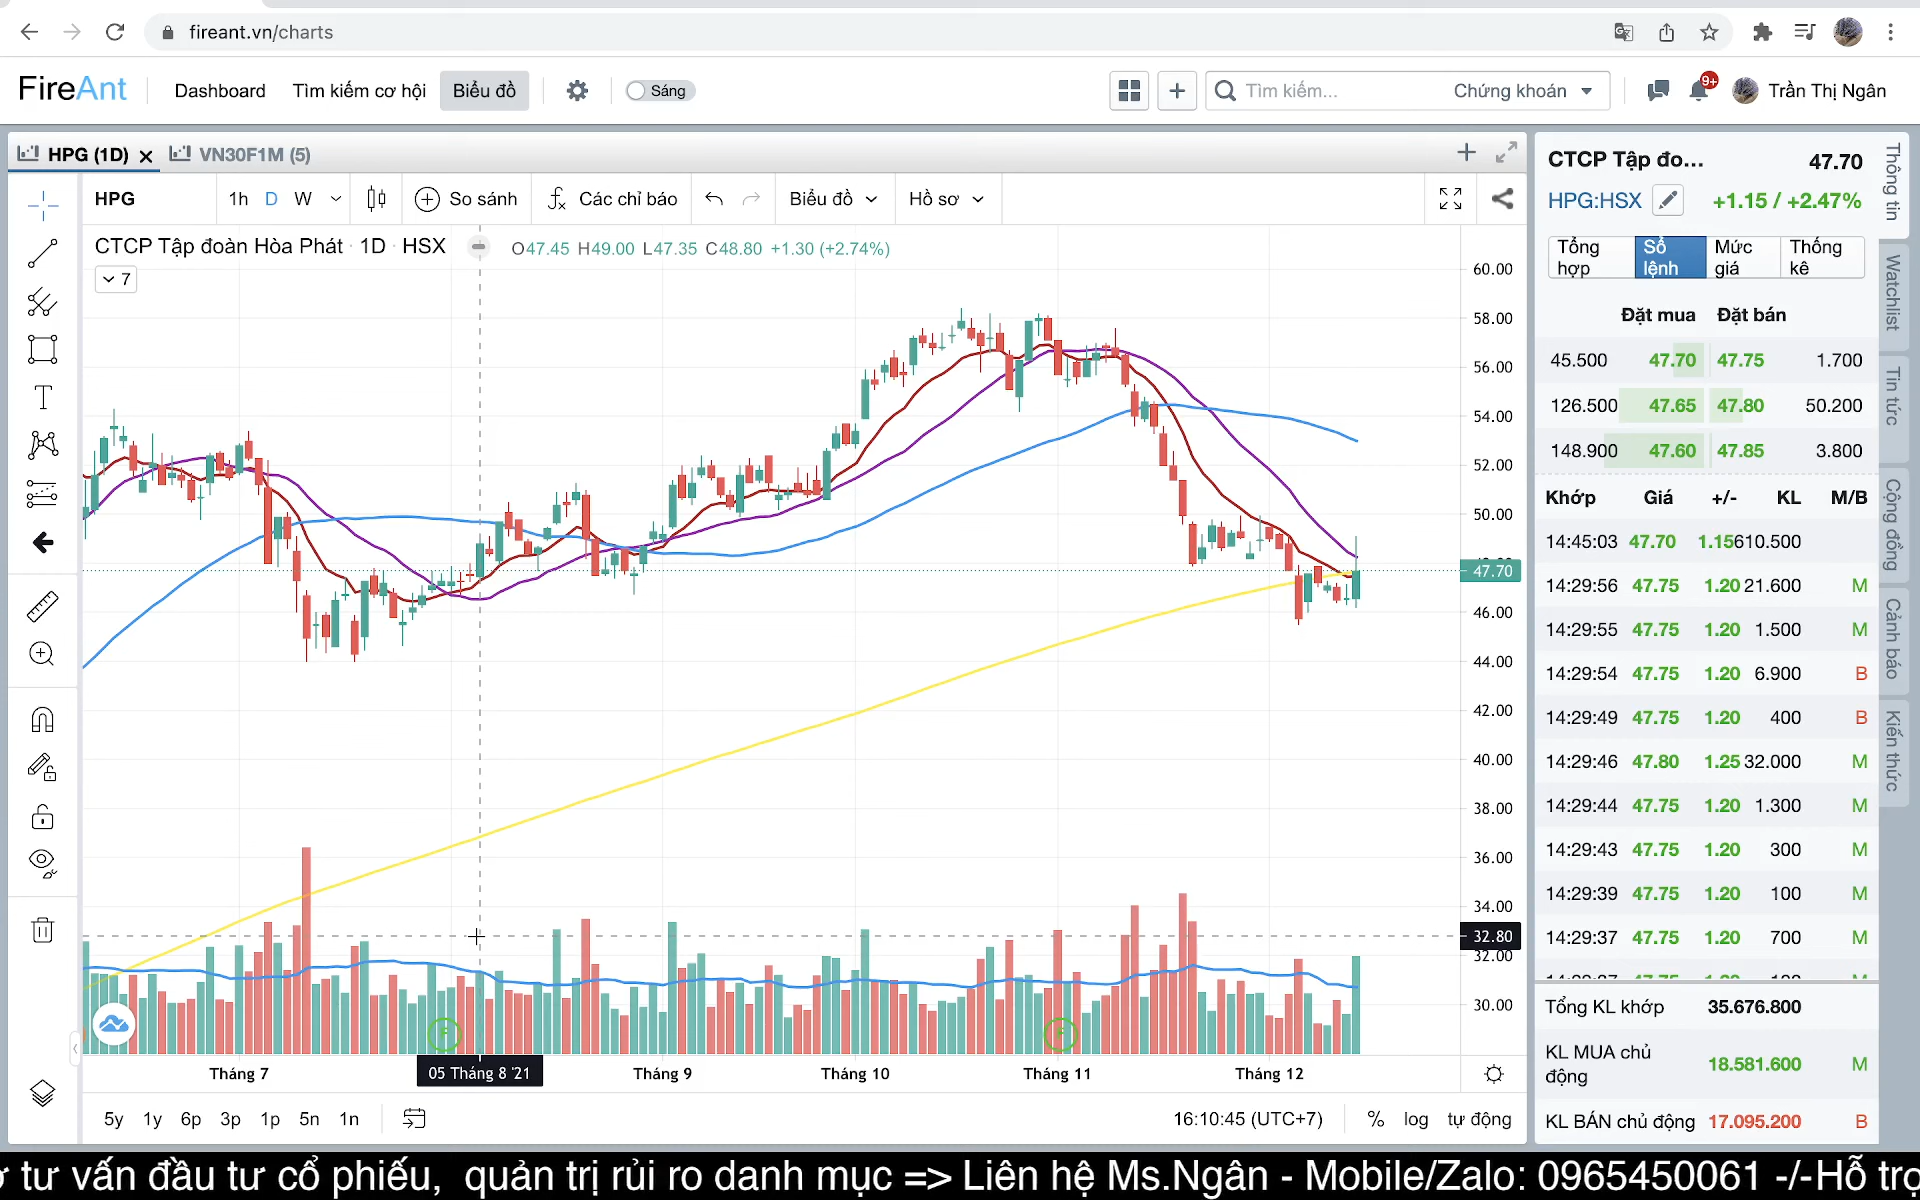 fireant.vn/charts
FireAnt
Dashboard
Tìm kiếm cơ hội
Biểu đồ
Sáng
Tìm kiếm...
Chứng khoán
9+
Trần Thị Ngân
HPG (1D)
VN30F1M (5)
HPG
1h D W
So sánh
Các chỉ báo
Biểu đồ
Hồ sơ
CTCP Tập đoàn Hòa Phát · 1D · HSX
O47.45 H49.00 L47.35 C48.80 +1.30 (+2.74%)
7
60.00
58.00
56.00
54.00
52.00
50.00
47.70
46.00
44.00
42.00
40.00
38.00
36.00
34.00
32.80
32.00
30.00
Tháng 7
05 Tháng 8 '21
Tháng 9
Tháng 10
Tháng 11
Tháng 12
5y 1y 6p 3p 1p 5n 1n
16:10:45 (UTC+7)
% log tự động
CTCP Tập đo... 47.70
HPG:HSX +1.15 / +2.47%
Tổng hợp
Sổ lệnh
Mức giá
Thống kê
Đặt mua Đặt bán
45.500 47.70 47.75 1.700
126.500 47.65 47.80 50.200
148.900 47.60 47.85 3.800
Khớp Giá +/- KL M/B
14:45:03 47.70 1.15 610.500
14:29:56 47.75 1.20 21.600 M
14:29:55 47.75 1.20 1.500 M
14:29:54 47.75 1.20 6.900 B
14:29:49 47.75 1.20 400 B
14:29:46 47.80 1.25 32.000 M
14:29:44 47.75 1.20 1.300 M
14:29:43 47.75 1.20 300 M
14:29:39 47.75 1.20 100 M
14:29:37 47.75 1.20 700 M
Tổng KL khớp 35.676.800
KL MUA chủ động 18.581.600 M
KL BÁN chủ động 17.095.200 B
Thông tin
Watchlist
Tin tức
Cộng đồng
Cảnh báo
Kiến thức
tư vấn đầu tư cổ phiếu, quản trị rủi ro danh mục => Liên hệ Ms.Ngân - Mobile/Zalo: 0965450061 -/-Hỗ trợ